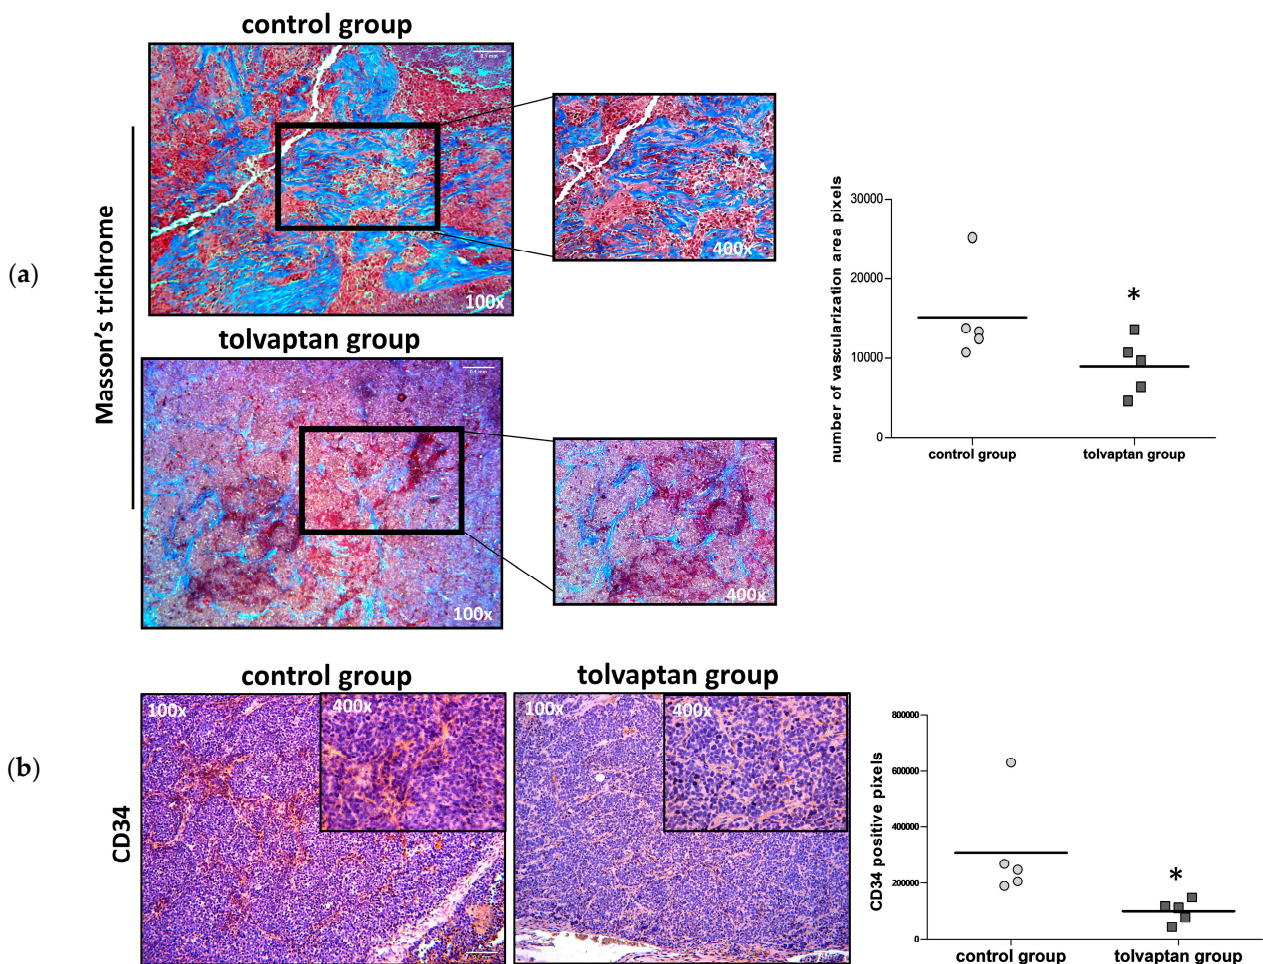 control group
100x
400x
tolvaptan group
100x
400x
Masson's trichrome
(a)
number of vascularization area pixels
30000
20000
10000
0
control group
tolvaptan group
*
(b)
CD34
control group
100x
400x
tolvaptan group
100x
400x
CD34 positive pixels
800000
600000
400000
200000
0
control group
tolvaptan group
*